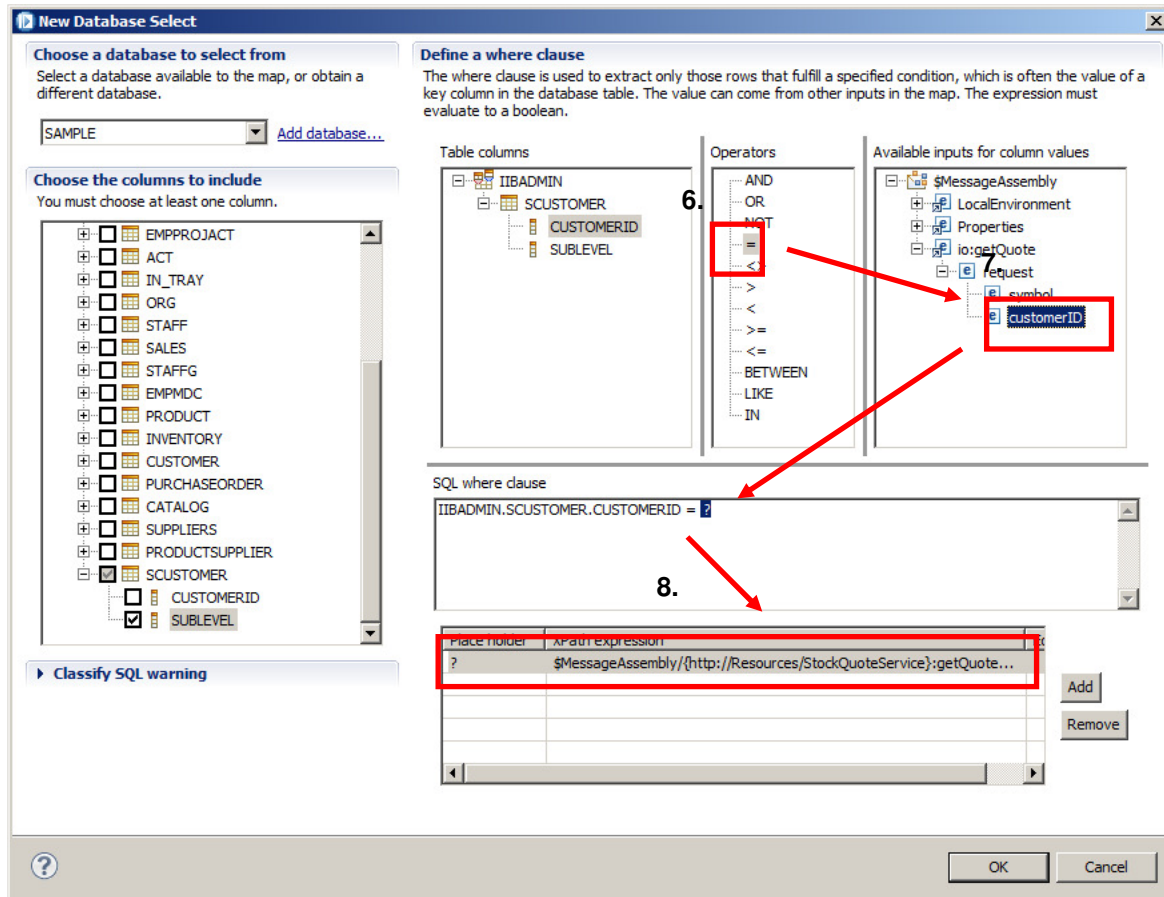 New Database Select
Choose a database to select from
Select a database available to the map, or obtain a
different database.
SAMPLE
Add database...
Choose the columns to include
You must choose at least one column.
EMPPROJACT
ACT
IN_TRAY
ORG
STAFF
SALES
STAFFG
EMPMDC
PRODUCT
INVENTORY
CUSTOMER
PURCHASEORDER
CATALOG
SUPPLIERS
PRODUCTSUPPLIER
SCUSTOMER
CUSTOMERID
SUBLEVEL
Classify SQL warning
Define a where clause
The where clause is used to extract only those rows that fulfill a specified condition, which is often the value of a
key column in the database table. The value can come from other inputs in the map. The expression must
evaluate to a boolean.
Table columns
IIBADMIN
SCUSTOMER
CUSTOMERID
SUBLEVEL
6.
Operators
AND
OR
NOT
=
<>
>
<
>=
<=
BETWEEN
LIKE
IN
Available inputs for column values
$MessageAssembly
LocalEnvironment
Properties
io:getQuote
7.
request
symbol
customerID
SQL where clause
IIBADMIN.SCUSTOMER.CUSTOMERID = ?
8.
Place holder XPath expression
? $MessageAssembly/{http://Resources/StockQuoteService}:getQuote...
Add
Remove
OK Cancel